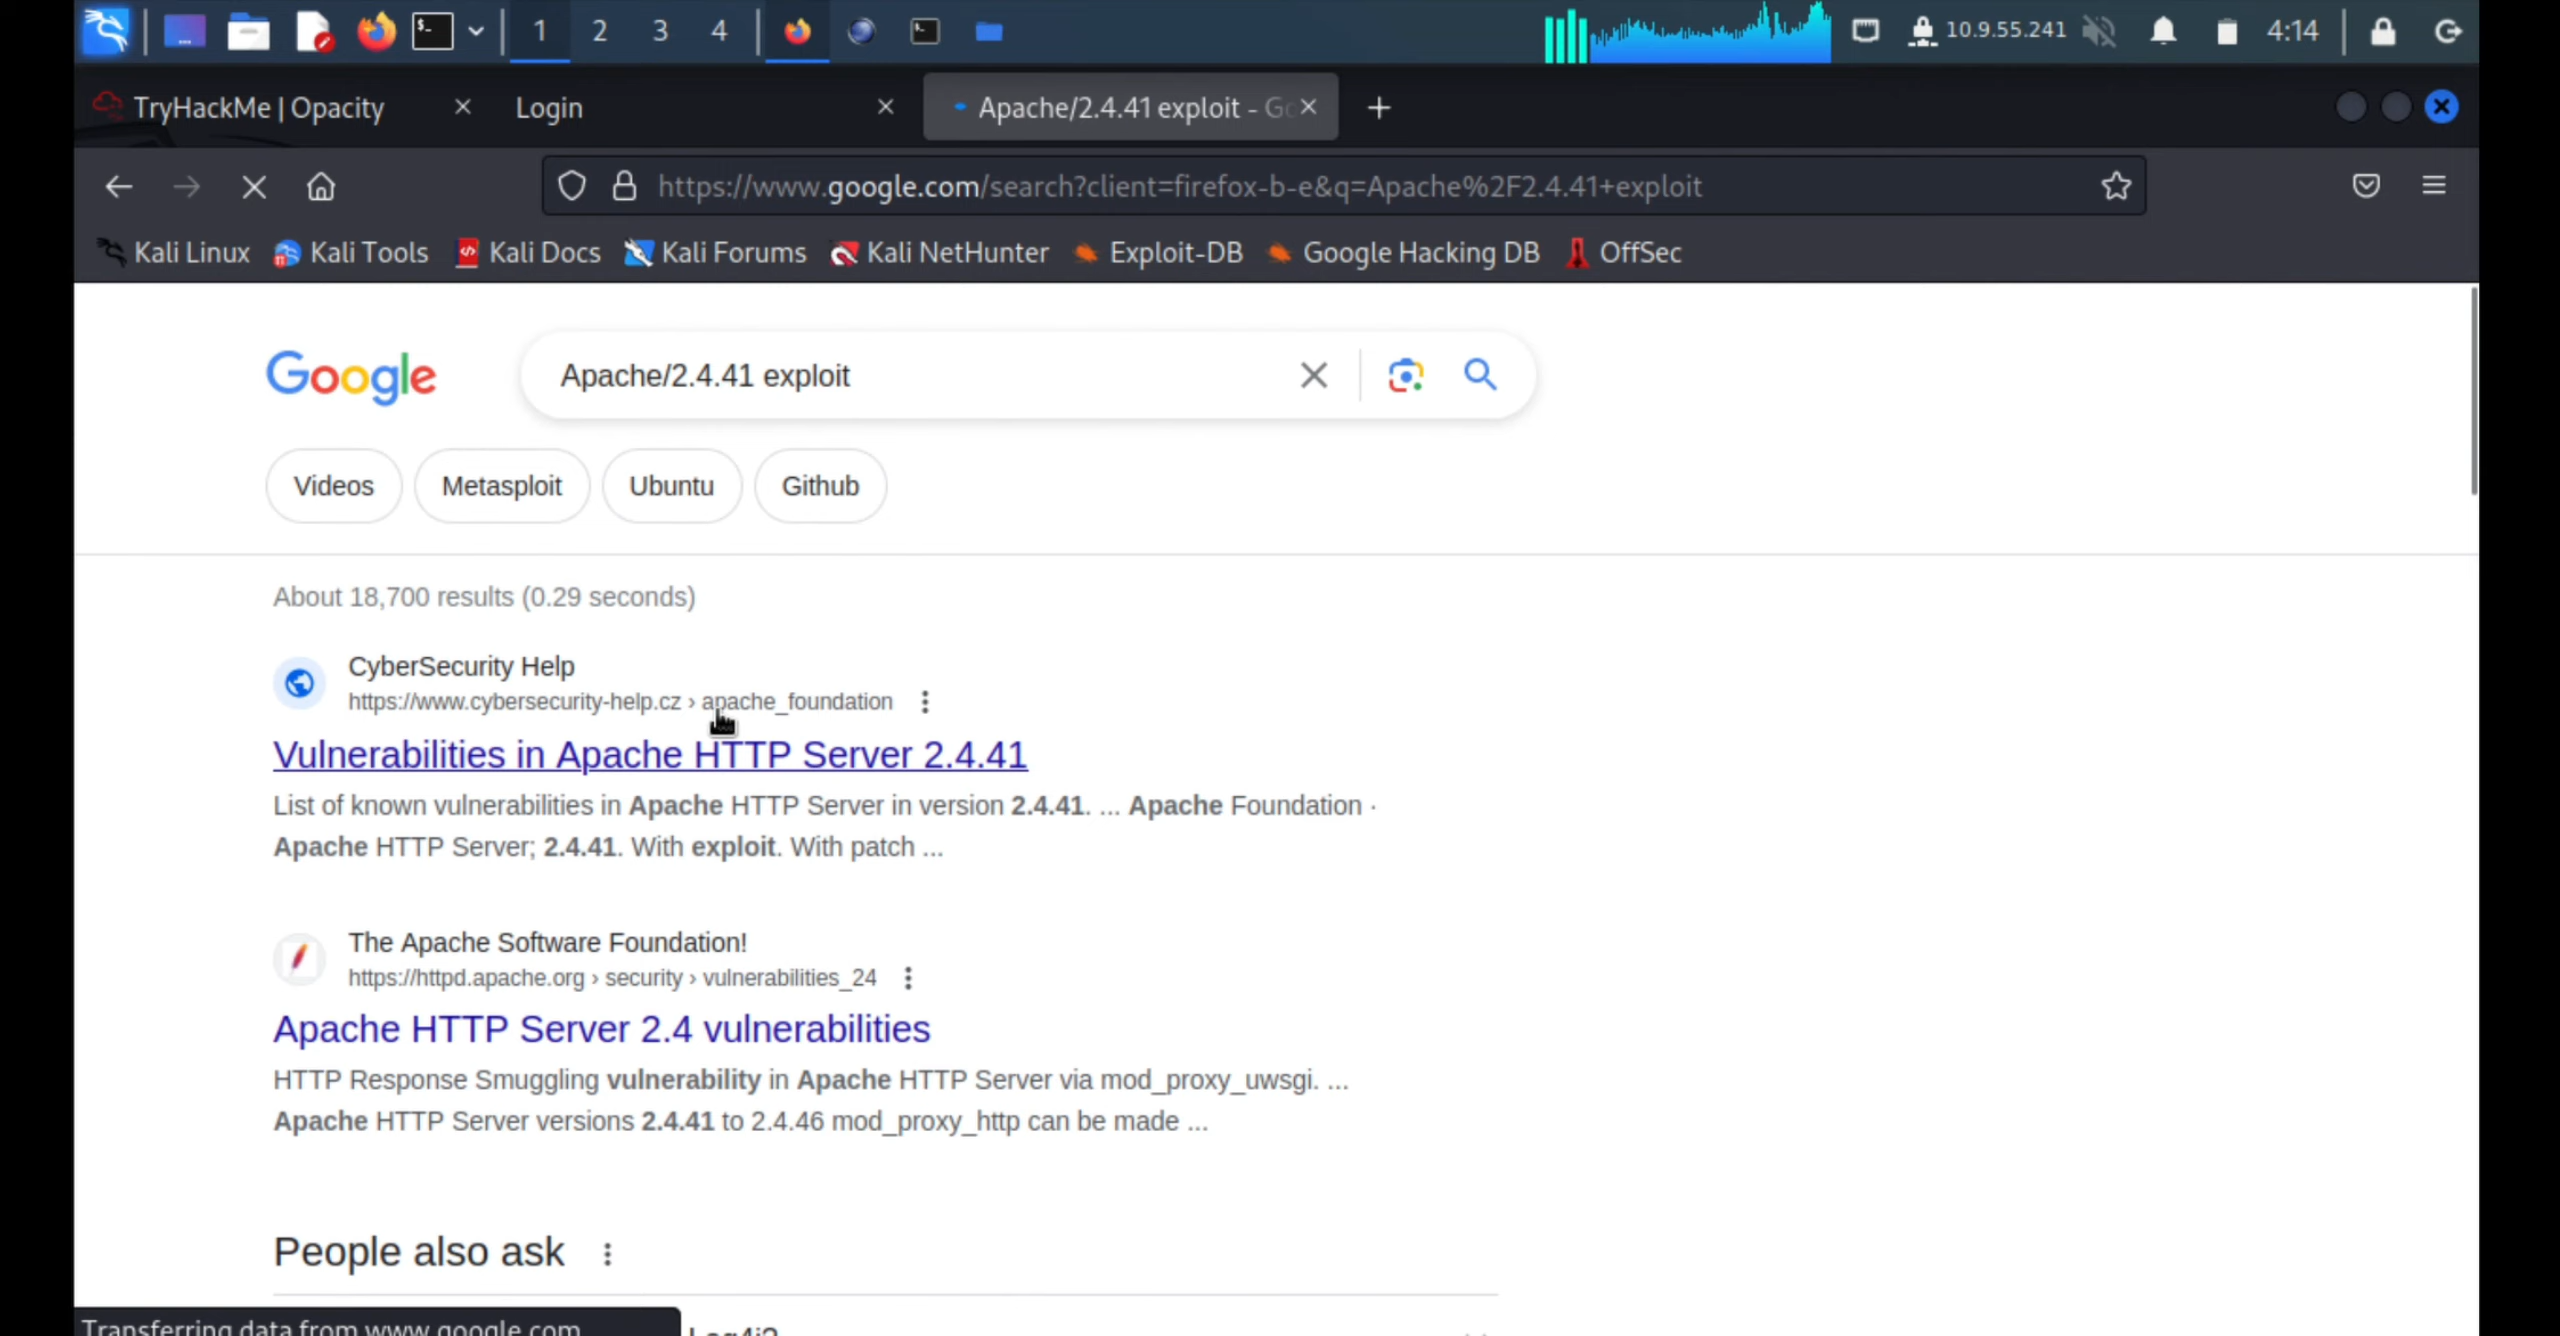 1 2 3 4 10.9.55.241 4:14
TryHackMe | Opacity Login Apache/2.4.41 exploit - Go
https://www.google.com/search?client=firefox-b-e&q=Apache%2F2.4.41+exploit
Kali Linux Kali Tools Kali Docs Kali Forums Kali NetHunter Exploit-DB Google Hacking DB OffSec
Google Apache/2.4.41 exploit
Videos Metasploit Ubuntu Github
About 18,700 results (0.29 seconds)
CyberSecurity Help
https://www.cybersecurity-help.cz › apache_foundation
Vulnerabilities in Apache HTTP Server 2.4.41
List of known vulnerabilities in Apache HTTP Server in version 2.4.41. ... Apache Foundation ·
Apache HTTP Server; 2.4.41. With exploit. With patch ...
The Apache Software Foundation!
https://httpd.apache.org › security › vulnerabilities_24
Apache HTTP Server 2.4 vulnerabilities
HTTP Response Smuggling vulnerability in Apache HTTP Server via mod_proxy_uwsgi. ...
Apache HTTP Server versions 2.4.41 to 2.4.46 mod_proxy_http can be made ...
People also ask
Transferring data from www.google.com